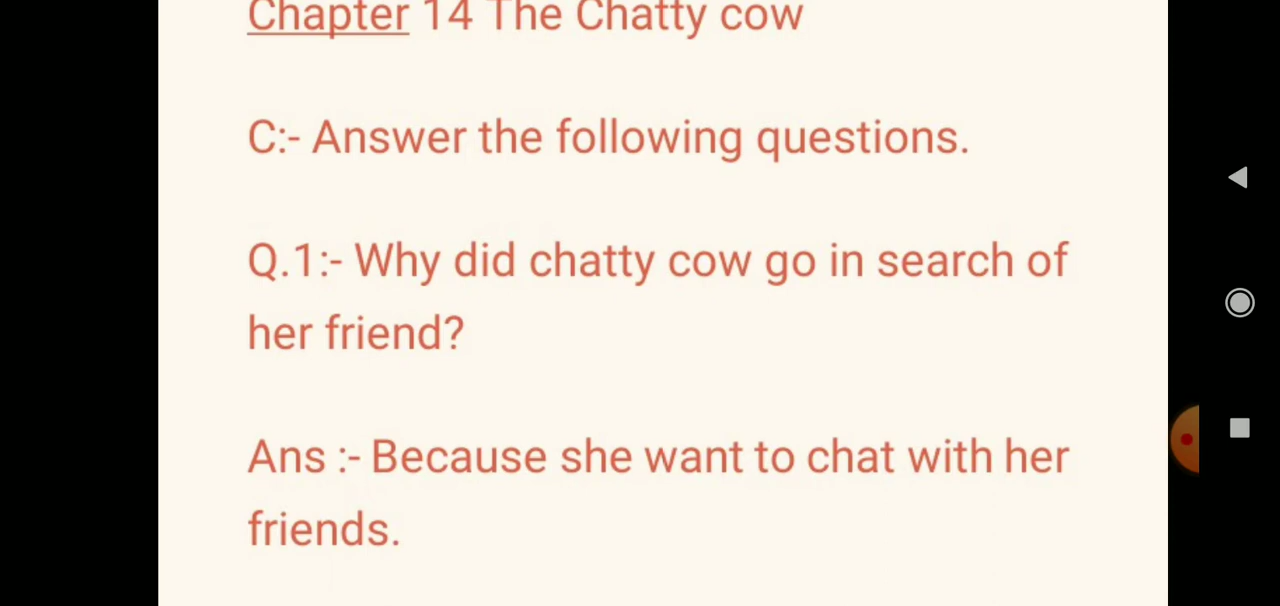 Chapter 14 The Chatty cow
C:- Answer the following questions.
Q.1:- Why did chatty cow go in search of
her friend?
Ans :- Because she want to chat with her
friends.